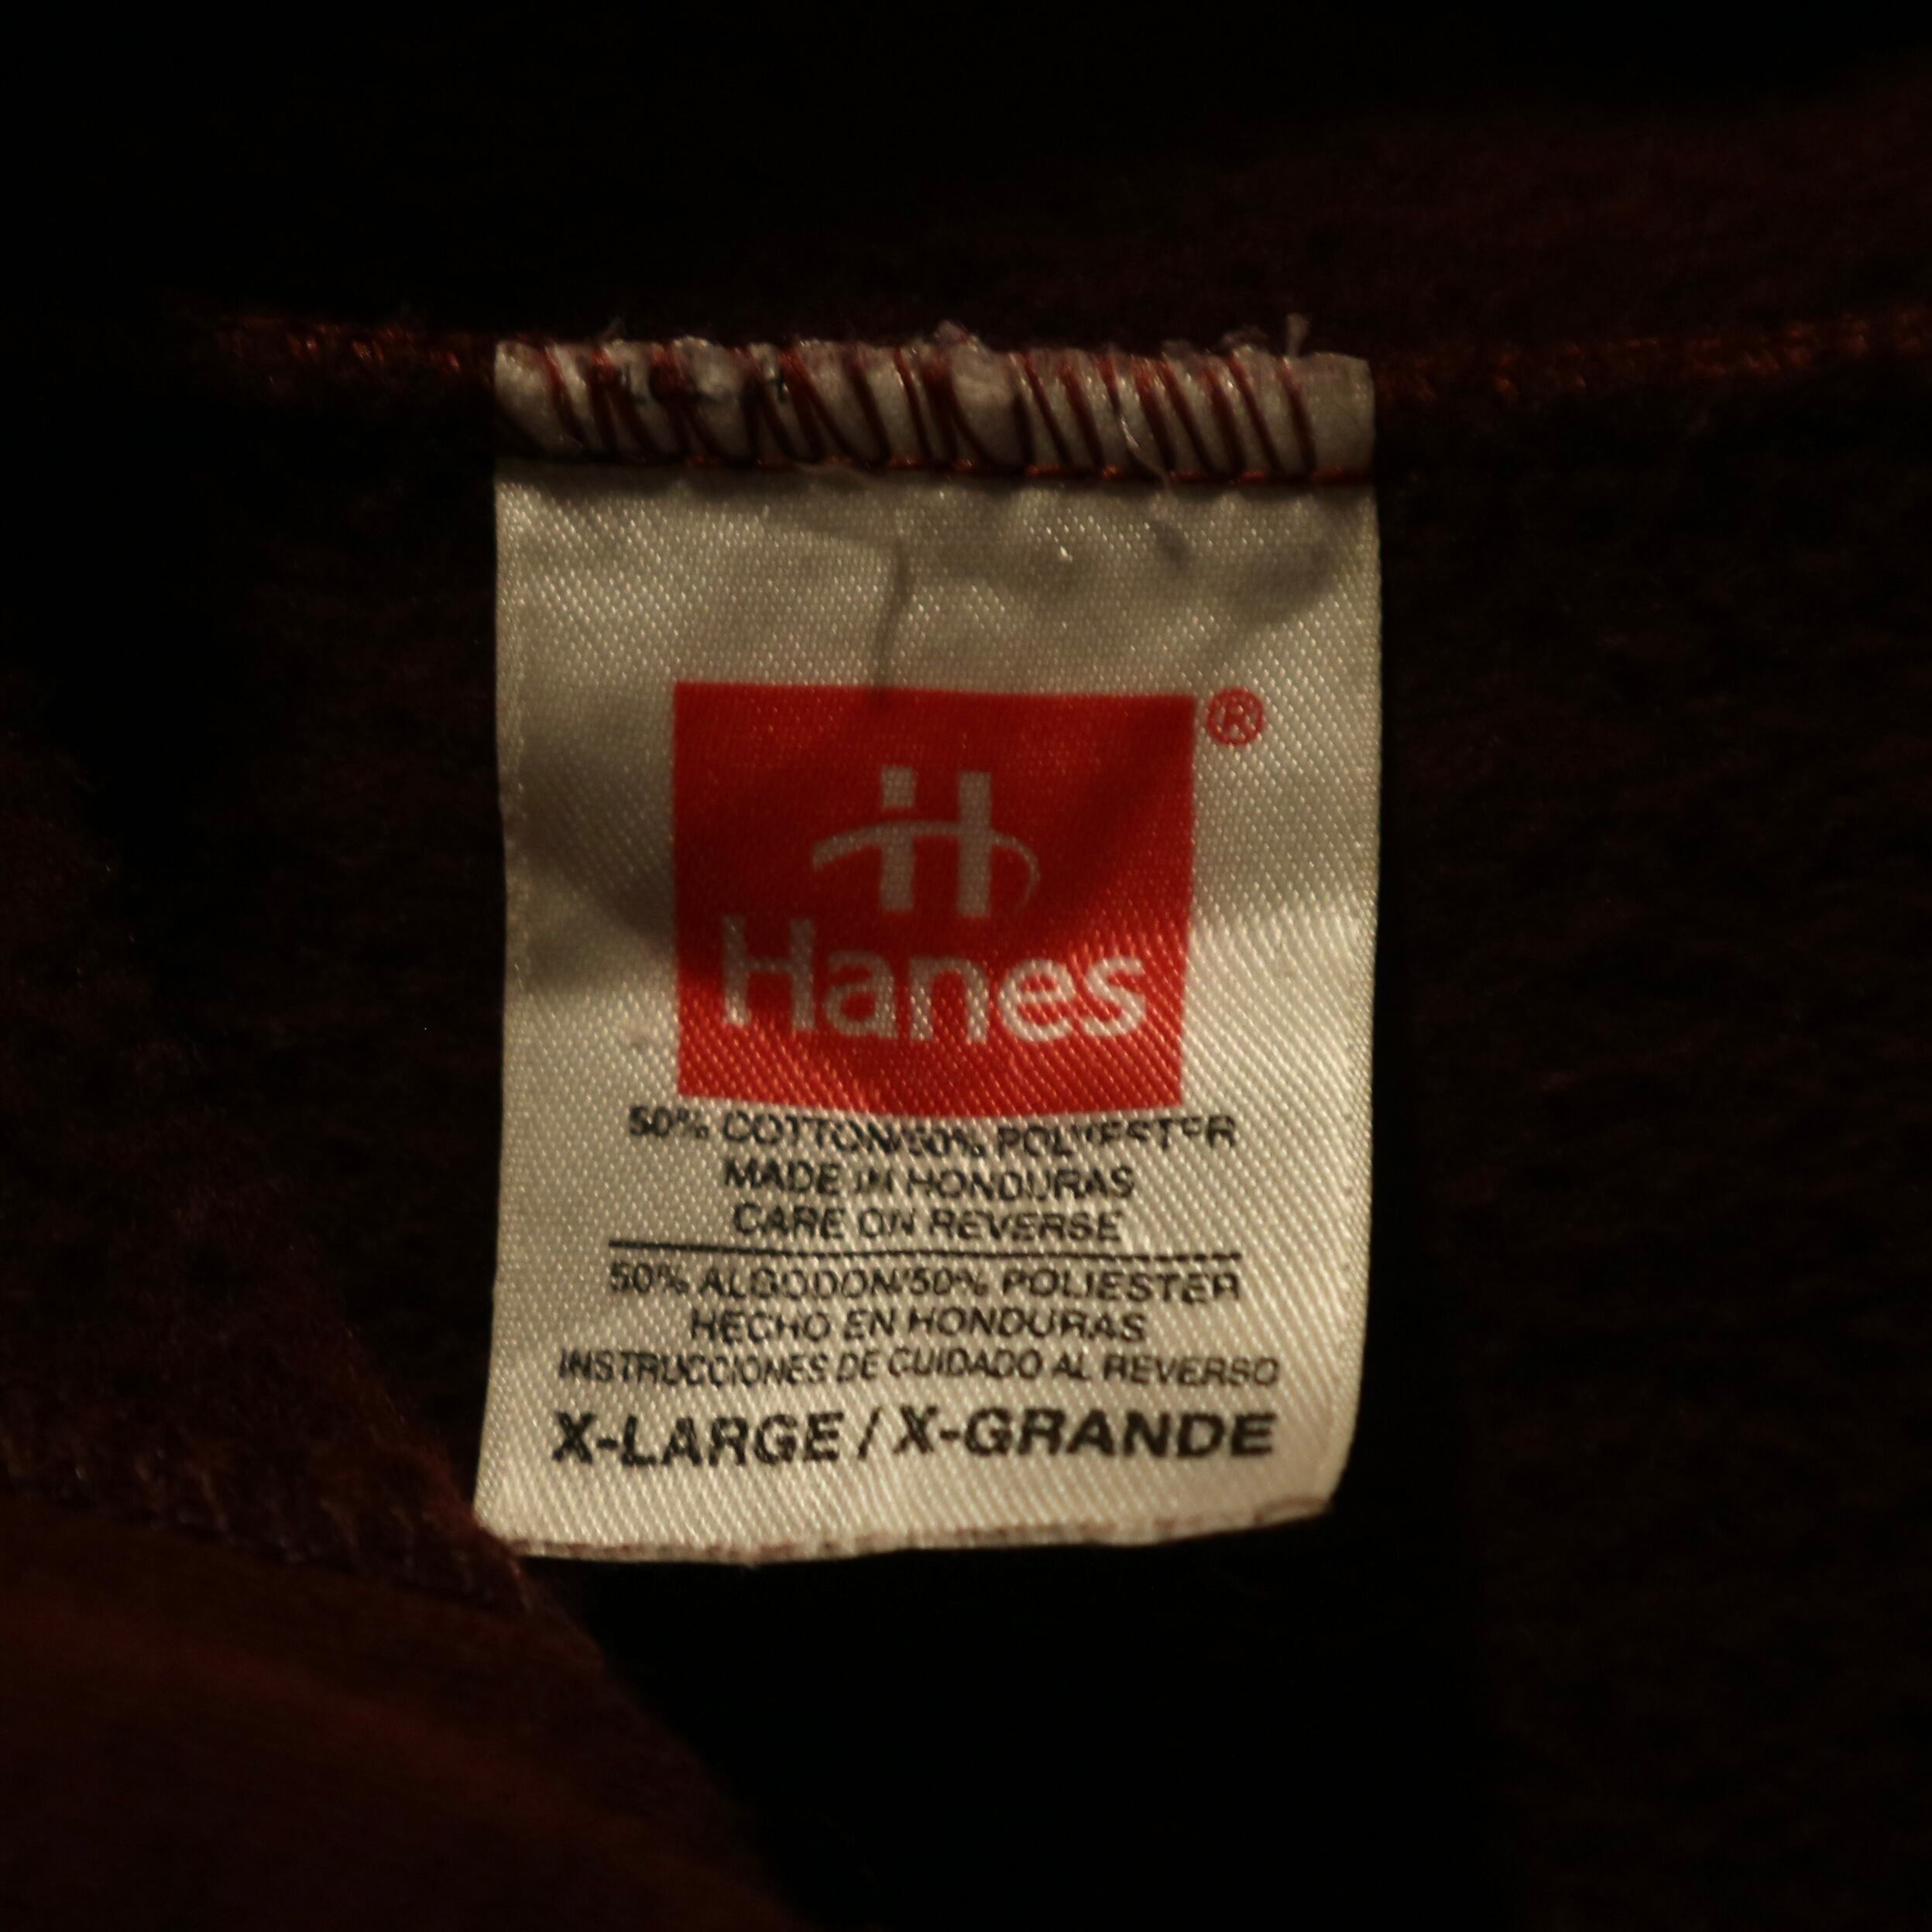 H
®
Hanes
50% COTTON/50% POLYESTER
MADE IN HONDURAS
CARE ON REVERSE
50% ALGODON/50% POLIESTER
HECHO EN HONDURAS
INSTRUCCIONES DE CUIDADO AL REVERSO
X-LARGE / X-GRANDE